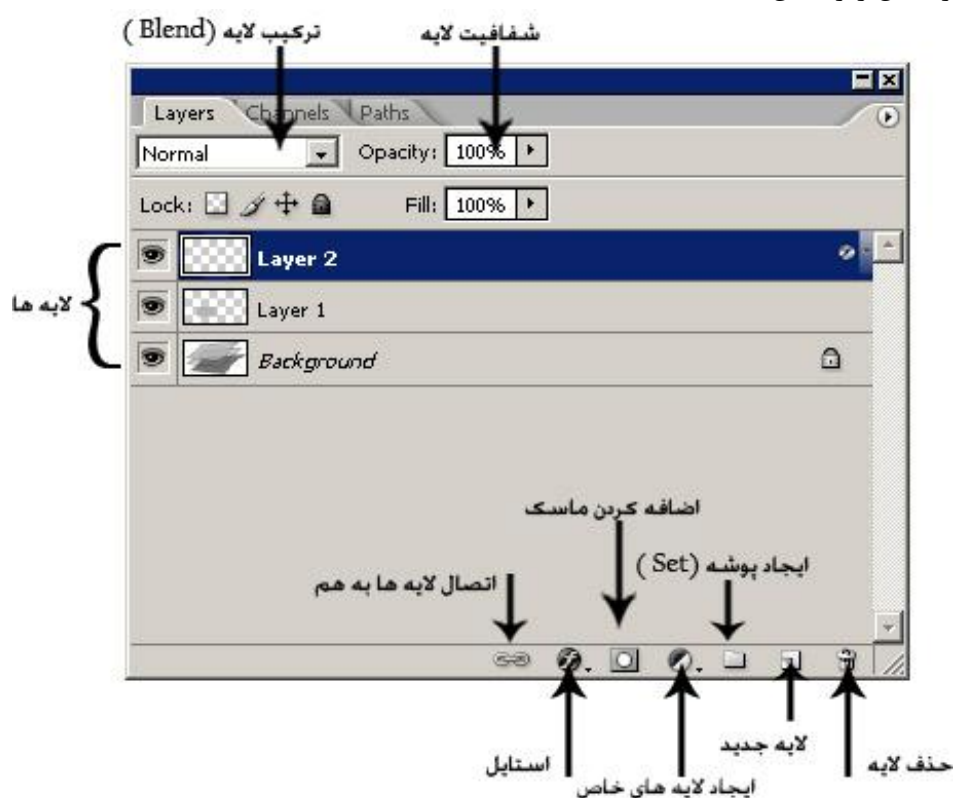 ترکیب لایه (Blend)
شفافیت لایه
Layers Channels Paths
Normal Opacity: 100%
Lock: Fill: 100%
Layer 2
لایه ها
Layer 1
Background
اضافه کردن ماسک
ایجاد پوشه (Set)
اتصال لایه ها به هم
لایه جدید
حذف لایه
استایل
ایجاد لایه های خاص